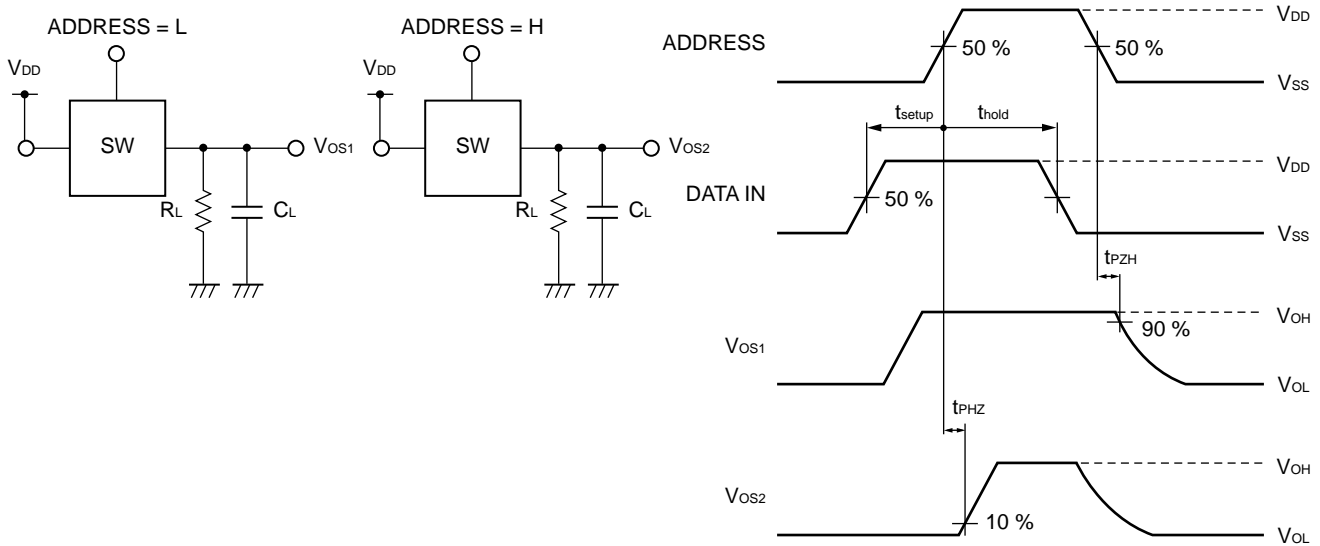 ADDRESS = L
VDD
SW
VOS1
RL
CL
ADDRESS = H
VDD
SW
VOS2
RL
CL
ADDRESS
50 %
50 %
VDD
VSS
tsetup
thold
DATA IN
50 %
VDD
VSS
tPZH
VOS1
90 %
VOH
VOL
tPHZ
VOS2
10 %
VOH
VOL